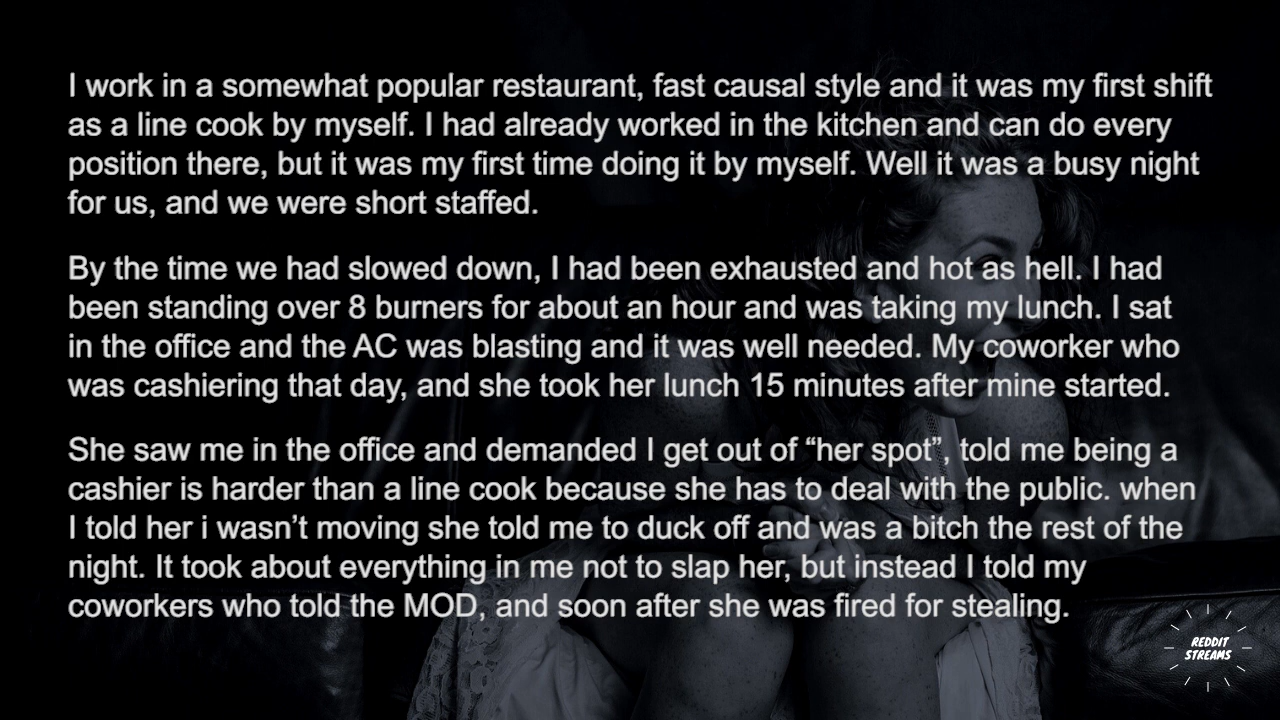 I work in a somewhat popular restaurant, fast causal style and it was my first shift
as a line cook by myself. I had already worked in the kitchen and can do every
position there, but it was my first time doing it by myself. Well it was a busy night
for us, and we were short staffed.
By the time we had slowed down, I had been exhausted and hot as hell. I had
been standing over 8 burners for about an hour and was taking my lunch. I sat
in the office and the AC was blasting and it was well needed. My coworker who
was cashiering that day, and she took her lunch 15 minutes after mine started.
She saw me in the office and demanded I get out of “her spot”, told me being a
cashier is harder than a line cook because she has to deal with the public. when
I told her i wasn’t moving she told me to duck off and was a bitch the rest of the
night. It took about everything in me not to slap her, but instead I told my
coworkers who told the MOD, and soon after she was fired for stealing.
REDDIT
STREAMS